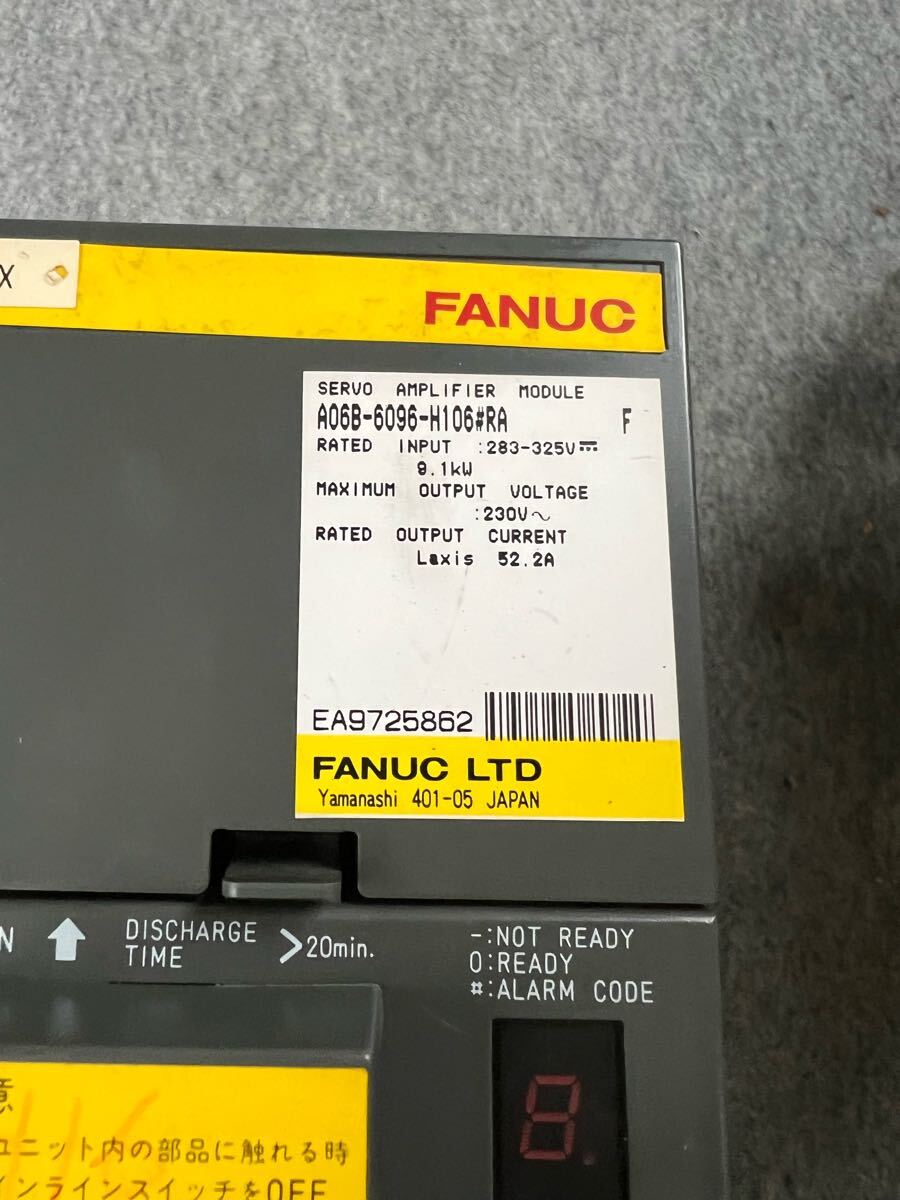 X
FANUC
SERVO AMPLIFIER MODULE
A06B-6096-H106#RA F
RATED INPUT :283-325V⎓
9.1kW
MAXIMUM OUTPUT VOLTAGE
:230V～
RATED OUTPUT CURRENT
Laxis 52.2A
EA9725862
FANUC LTD
Yamanashi 401-05 JAPAN
N
DISCHARGE
TIME
>20min.
-:NOT READY
0:READY
#:ALARM CODE
8.
意
ユニット内の部品に触れる時
インラインスイッチをOFF